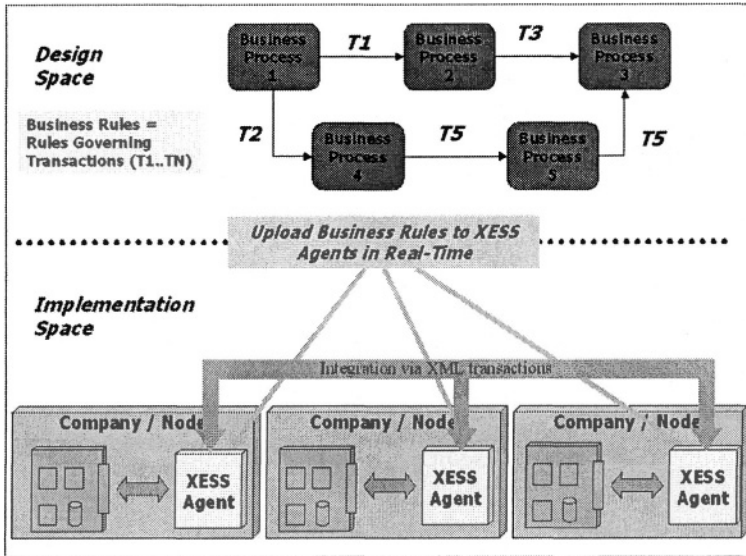 Design
Space
Business
Process
1
T1
Business
Process
2
T3
Business
Process
3
Business Rules =
Rules Governing
Transactions (T1..TN)
T2
Business
Process
4
T5
Business
Process
5
T5
Upload Business Rules to XESS
Agents in Real-Time
Implementation
Space
Integration via XML transactions
Company / Node
XESS
Agent
Company / Node
XESS
Agent
Company / Node
XESS
Agent